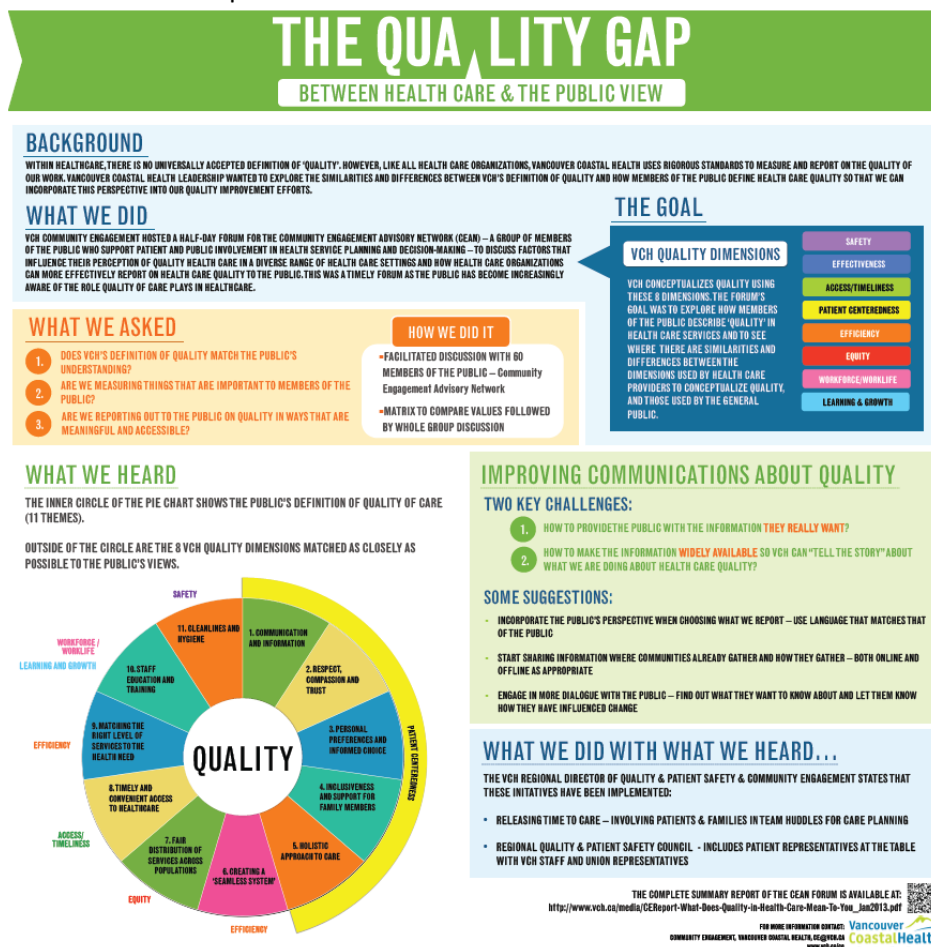 THE QUALITY GAP
BETWEEN HEALTH CARE & THE PUBLIC VIEW
BACKGROUND
WITHIN HEALTHCARE, THERE IS NO UNIVERSALLY ACCEPTED DEFINITION OF 'QUALITY'. HOWEVER, LIKE ALL HEALTH CARE ORGANIZATIONS, VANCOUVER COASTAL HEALTH USES RIGOROUS STANDARDS TO MEASURE AND REPORT ON THE QUALITY OF
OUR WORK. VANCOUVER COASTAL HEALTH LEADERSHIP WANTED TO EXPLORE THE SIMILARITIES AND DIFFERENCES BETWEEN VCH'S DEFINITION OF QUALITY AND HOW MEMBERS OF THE PUBLIC DEFINE HEALTH CARE QUALITY SO THAT WE CAN
INCORPORATE THIS PERSPECTIVE INTO OUR QUALITY IMPROVEMENT EFFORTS.
WHAT WE DID
VCH COMMUNITY ENGAGEMENT HOSTED A HALF-DAY FORUM FOR THE COMMUNITY ENGAGEMENT ADVISORY NETWORK (CEAN) – A GROUP OF MEMBERS
OF THE PUBLIC WHO SUPPORT PATIENT AND PUBLIC INVOLVEMENT IN HEALTH SERVICE PLANNING AND DECISION-MAKING – TO DISCUSS FACTORS THAT
INFLUENCE THEIR PERCEPTION OF QUALITY HEALTH CARE IN A DIVERSE RANGE OF HEALTH CARE SETTINGS AND HOW HEALTH CARE ORGANIZATIONS
CAN MORE EFFECTIVELY REPORT ON HEALTH CARE QUALITY TO THE PUBLIC. THIS WAS A TIMELY FORUM AS THE PUBLIC HAS BECOME INCREASINGLY
AWARE OF THE ROLE QUALITY OF CARE PLAYS IN HEALTHCARE.
THE GOAL
VCH QUALITY DIMENSIONS
VCH CONCEPTUALIZES QUALITY USING
THESE 8 DIMENSIONS. THE FORUM'S
GOAL WAS TO EXPLORE HOW MEMBERS
OF THE PUBLIC DESCRIBE 'QUALITY' IN
HEALTH CARE SERVICES AND TO SEE
WHERE THERE ARE SIMILARITIES AND
DIFFERENCES BETWEEN THE
DIMENSIONS USED BY HEALTH CARE
PROVIDERS TO CONCEPTUALIZE QUALITY,
AND THOSE USED BY THE GENERAL
PUBLIC.
SAFETY
EFFECTIVENESS
ACCESS/TIMELINESS
PATIENT CENTEREDNESS
EFFICIENCY
EQUITY
WORKFORCE/WORKLIFE
LEARNING & GROWTH
WHAT WE ASKED
1. DOES VCH'S DEFINITION OF QUALITY MATCH THE PUBLIC'S
UNDERSTANDING?
2. ARE WE MEASURING THINGS THAT ARE IMPORTANT TO MEMBERS OF THE
PUBLIC?
3. ARE WE REPORTING OUT TO THE PUBLIC ON QUALITY IN WAYS THAT ARE
MEANINGFUL AND ACCESSIBLE?
HOW WE DID IT
▪FACILITATED DISCUSSION WITH 60
MEMBERS OF THE PUBLIC – Community
Engagement Advisory Network
▪MATRIX TO COMPARE VALUES FOLLOWED
BY WHOLE GROUP DISCUSSION
WHAT WE HEARD
THE INNER CIRCLE OF THE PIE CHART SHOWS THE PUBLIC'S DEFINITION OF QUALITY OF CARE
(11 THEMES).
OUTSIDE OF THE CIRCLE ARE THE 8 VCH QUALITY DIMENSIONS MATCHED AS CLOSELY AS
POSSIBLE TO THE PUBLIC'S VIEWS.
QUALITY
1. COMMUNICATION
AND INFORMATION
2. RESPECT,
COMPASSION AND
TRUST
3. PERSONAL
PREFERENCES AND
INFORMED CHOICE
4. INCLUSIVENESS
AND SUPPORT FOR
FAMILY MEMBERS
5. HOLISTIC
APPROACH TO CARE
6. CREATING A
'SEAMLESS SYSTEM'
7. FAIR
DISTRIBUTION OF
SERVICES ACROSS
POPULATIONS
8. TIMELY AND
CONVENIENT ACCESS
TO HEALTHCARE
9. MATCHING THE
RIGHT LEVEL OF
SERVICES TO THE
HEALTH NEED
10. STAFF
EDUCATION AND
TRAINING
11. CLEANLINES AND
HYGIENE
PATIENT CENTEREDNESS
EFFICIENCY
EQUITY
ACCESS/
TIMELINESS
EFFICIENCY
WORKFORCE /
WORKLIFE
LEARNING AND GROWTH
SAFETY
IMPROVING COMMUNICATIONS ABOUT QUALITY
TWO KEY CHALLENGES:
1. HOW TO PROVIDETHE PUBLIC WITH THE INFORMATION THEY REALLY WANT?
2. HOW TO MAKE THE INFORMATION WIDELY AVAILABLE SO VCH CAN "TELL THE STORY" ABOUT
WHAT WE ARE DOING ABOUT HEALTH CARE QUALITY?
SOME SUGGESTIONS:
- INCORPORATE THE PUBLIC'S PERSPECTIVE WHEN CHOOSING WHAT WE REPORT – USE LANGUAGE THAT MATCHES THAT
OF THE PUBLIC
- START SHARING INFORMATION WHERE COMMUNITIES ALREADY GATHER AND HOW THEY GATHER – BOTH ONLINE AND
OFFLINE AS APPROPRIATE
- ENGAGE IN MORE DIALOGUE WITH THE PUBLIC – FIND OUT WHAT THEY WANT TO KNOW ABOUT AND LET THEM KNOW
HOW THEY HAVE INFLUENCED CHANGE
WHAT WE DID WITH WHAT WE HEARD...
THE VCH REGIONAL DIRECTOR OF QUALITY & PATIENT SAFETY & COMMUNITY ENGAGEMENT STATES THAT
THESE INITATIVES HAVE BEEN IMPLEMENTED:
• RELEASING TIME TO CARE – INVOLVING PATIENTS & FAMILIES IN TEAM HUDDLES FOR CARE PLANNING
• REGIONAL QUALITY & PATIENT SAFETY COUNCIL - INCLUDES PATIENT REPRESENTATIVES AT THE TABLE
WITH VCH STAFF AND UNION REPRESENTATIVES
THE COMPLETE SUMMARY REPORT OF THE CEAN FORUM IS AVAILABLE AT:
http://www.vch.ca/media/CEReport-What-Does-Quality-in-Health-Care-Mean-To-You_Jan2013.pdf
FOR MORE INFORMATION CONTACT:
COMMUNITY ENGAGEMENT, VANCOUVER COASTAL HEALTH, CE@VCH.CA
Vancouver
CoastalHealt